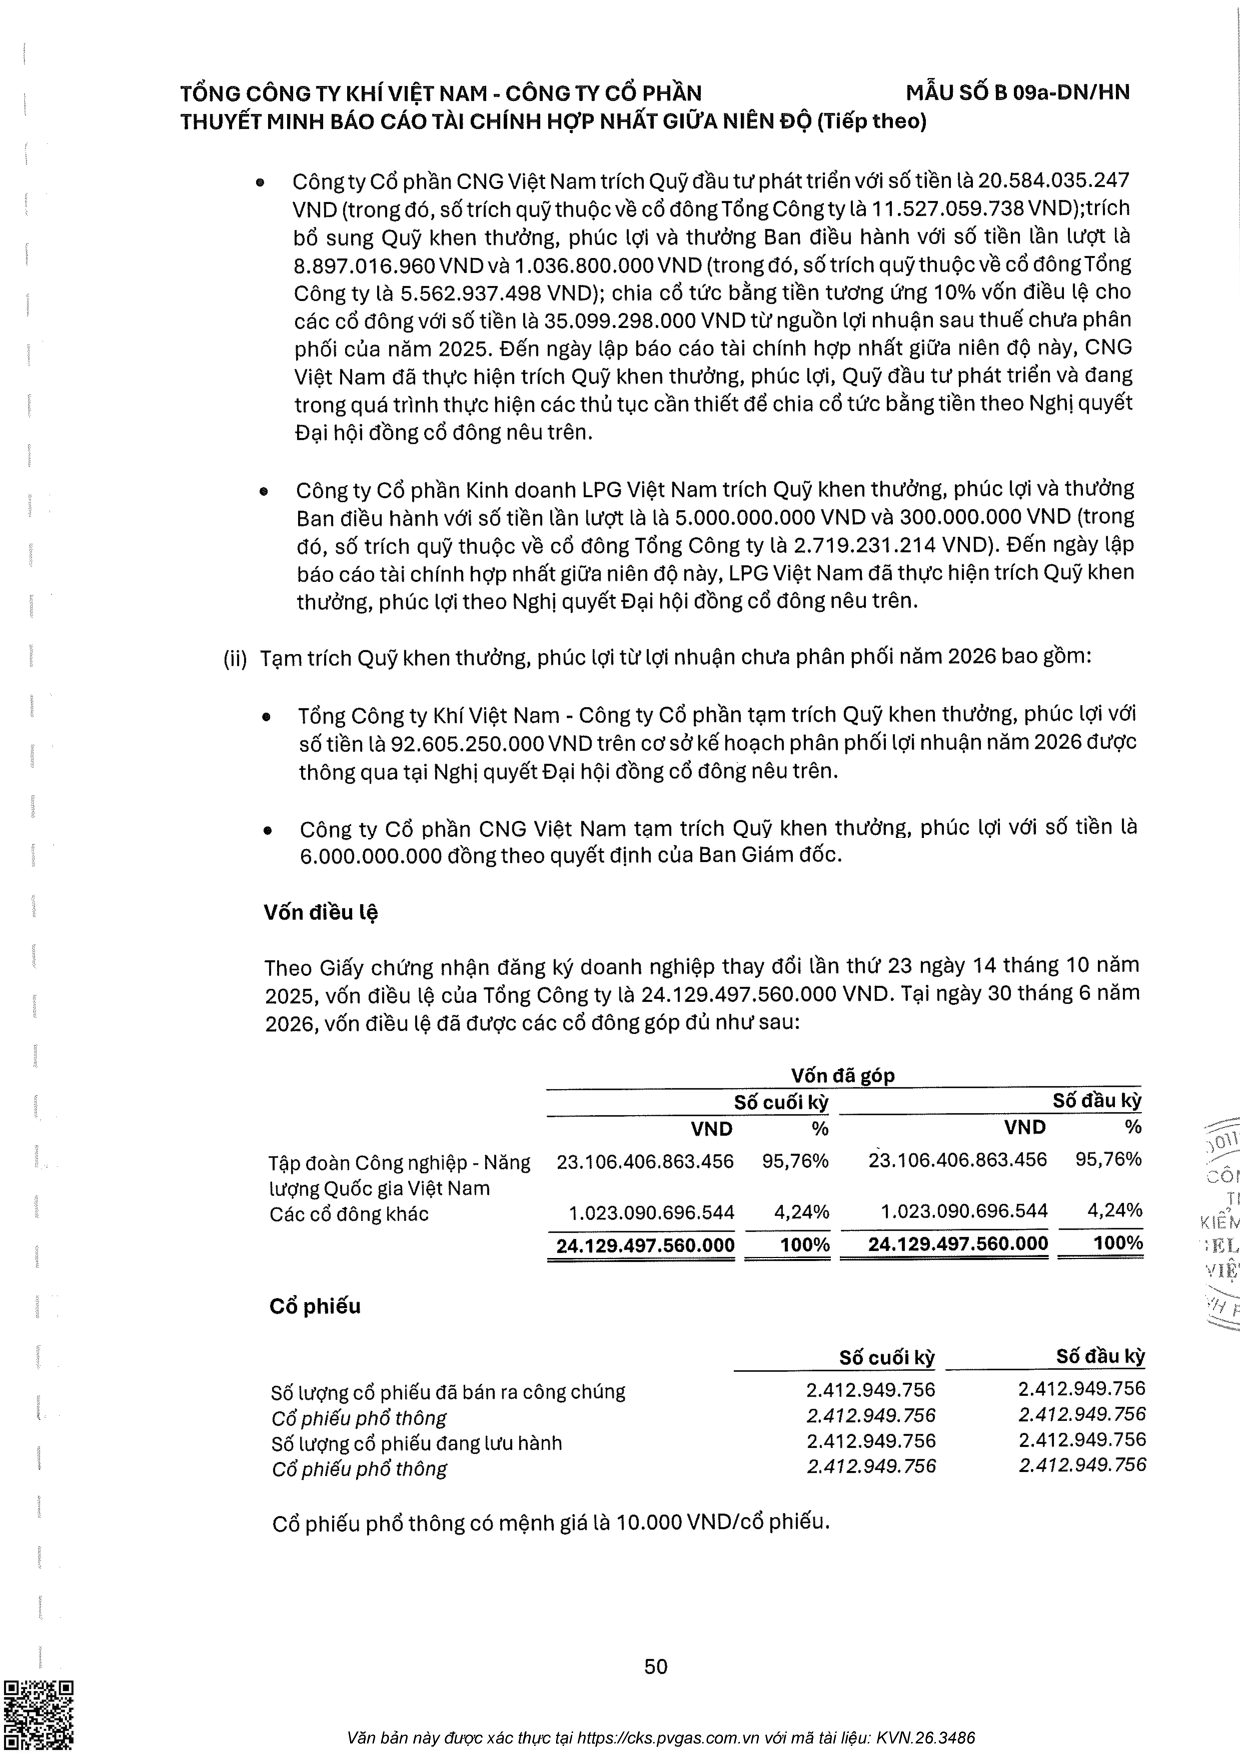 TỔNG CÔNG TY KHÍ VIỆT NAM - CÔNG TY CỔ PHẦN MẪU SỐ B 09a-DN/HN
THUYẾT MINH BÁO CÁO TÀI CHÍNH HỢP NHẤT GIỮA NIÊN ĐỘ (Tiếp theo)
• Công ty Cổ phần CNG Việt Nam trích Quỹ đầu tư phát triển với số tiền là 20.584.035.247
VND (trong đó, số trích quỹ thuộc về cổ đông Tổng Công ty là 11.527.059.738 VND);trích
bổ sung Quỹ khen thưởng, phúc lợi và thưởng Ban điều hành với số tiền lần lượt là
8.897.016.960 VND và 1.036.800.000 VND (trong đó, số trích quỹ thuộc về cổ đông Tổng
Công ty là 5.562.937.498 VND); chia cổ tức bằng tiền tương ứng 10% vốn điều lệ cho
các cổ đông với số tiền là 35.099.298.000 VND từ nguồn lợi nhuận sau thuế chưa phân
phối của năm 2025. Đến ngày lập báo cáo tài chính hợp nhất giữa niên độ này, CNG
Việt Nam đã thực hiện trích Quỹ khen thưởng, phúc lợi, Quỹ đầu tư phát triển và đang
trong quá trình thực hiện các thủ tục cần thiết để chia cổ tức bằng tiền theo Nghị quyết
Đại hội đồng cổ đông nêu trên.
• Công ty Cổ phần Kinh doanh LPG Việt Nam trích Quỹ khen thưởng, phúc lợi và thưởng
Ban điều hành với số tiền lần lượt là là 5.000.000.000 VND và 300.000.000 VND (trong
đó, số trích quỹ thuộc về cổ đông Tổng Công ty là 2.719.231.214 VND). Đến ngày lập
báo cáo tài chính hợp nhất giữa niên độ này, LPG Việt Nam đã thực hiện trích Quỹ khen
thưởng, phúc lợi theo Nghị quyết Đại hội đồng cổ đông nêu trên.
(ii) Tạm trích Quỹ khen thưởng, phúc lợi từ lợi nhuận chưa phân phối năm 2026 bao gồm:
• Tổng Công ty Khí Việt Nam - Công ty Cổ phần tạm trích Quỹ khen thưởng, phúc lợi với
số tiền là 92.605.250.000 VND trên cơ sở kế hoạch phân phối lợi nhuận năm 2026 được
thông qua tại Nghị quyết Đại hội đồng cổ đông nêu trên.
• Công ty Cổ phần CNG Việt Nam tạm trích Quỹ khen thưởng, phúc lợi với số tiền là
6.000.000.000 đồng theo quyết định của Ban Giám đốc.
Vốn điều lệ
Theo Giấy chứng nhận đăng ký doanh nghiệp thay đổi lần thứ 23 ngày 14 tháng 10 năm
2025, vốn điều lệ của Tổng Công ty là 24.129.497.560.000 VND. Tại ngày 30 tháng 6 năm
2026, vốn điều lệ đã được các cổ đông góp đủ như sau:
Vốn đã góp
Số cuối kỳ Số đầu kỳ
VND % VND %
Tập đoàn Công nghiệp - Năng 23.106.406.863.456 95,76% 23.106.406.863.456 95,76%
lượng Quốc gia Việt Nam
Các cổ đông khác 1.023.090.696.544 4,24% 1.023.090.696.544 4,24%
24.129.497.560.000 100% 24.129.497.560.000 100%
Cổ phiếu
Số cuối kỳ Số đầu kỳ
Số lượng cổ phiếu đã bán ra công chúng 2.412.949.756 2.412.949.756
Cổ phiếu phổ thông 2.412.949.756 2.412.949.756
Số lượng cổ phiếu đang lưu hành 2.412.949.756 2.412.949.756
Cổ phiếu phổ thông 2.412.949.756 2.412.949.756
Cổ phiếu phổ thông có mệnh giá là 10.000 VND/cổ phiếu.
50
Văn bản này được xác thực tại https://cks.pvgas.com.vn với mã tài liệu: KVN.26.3486